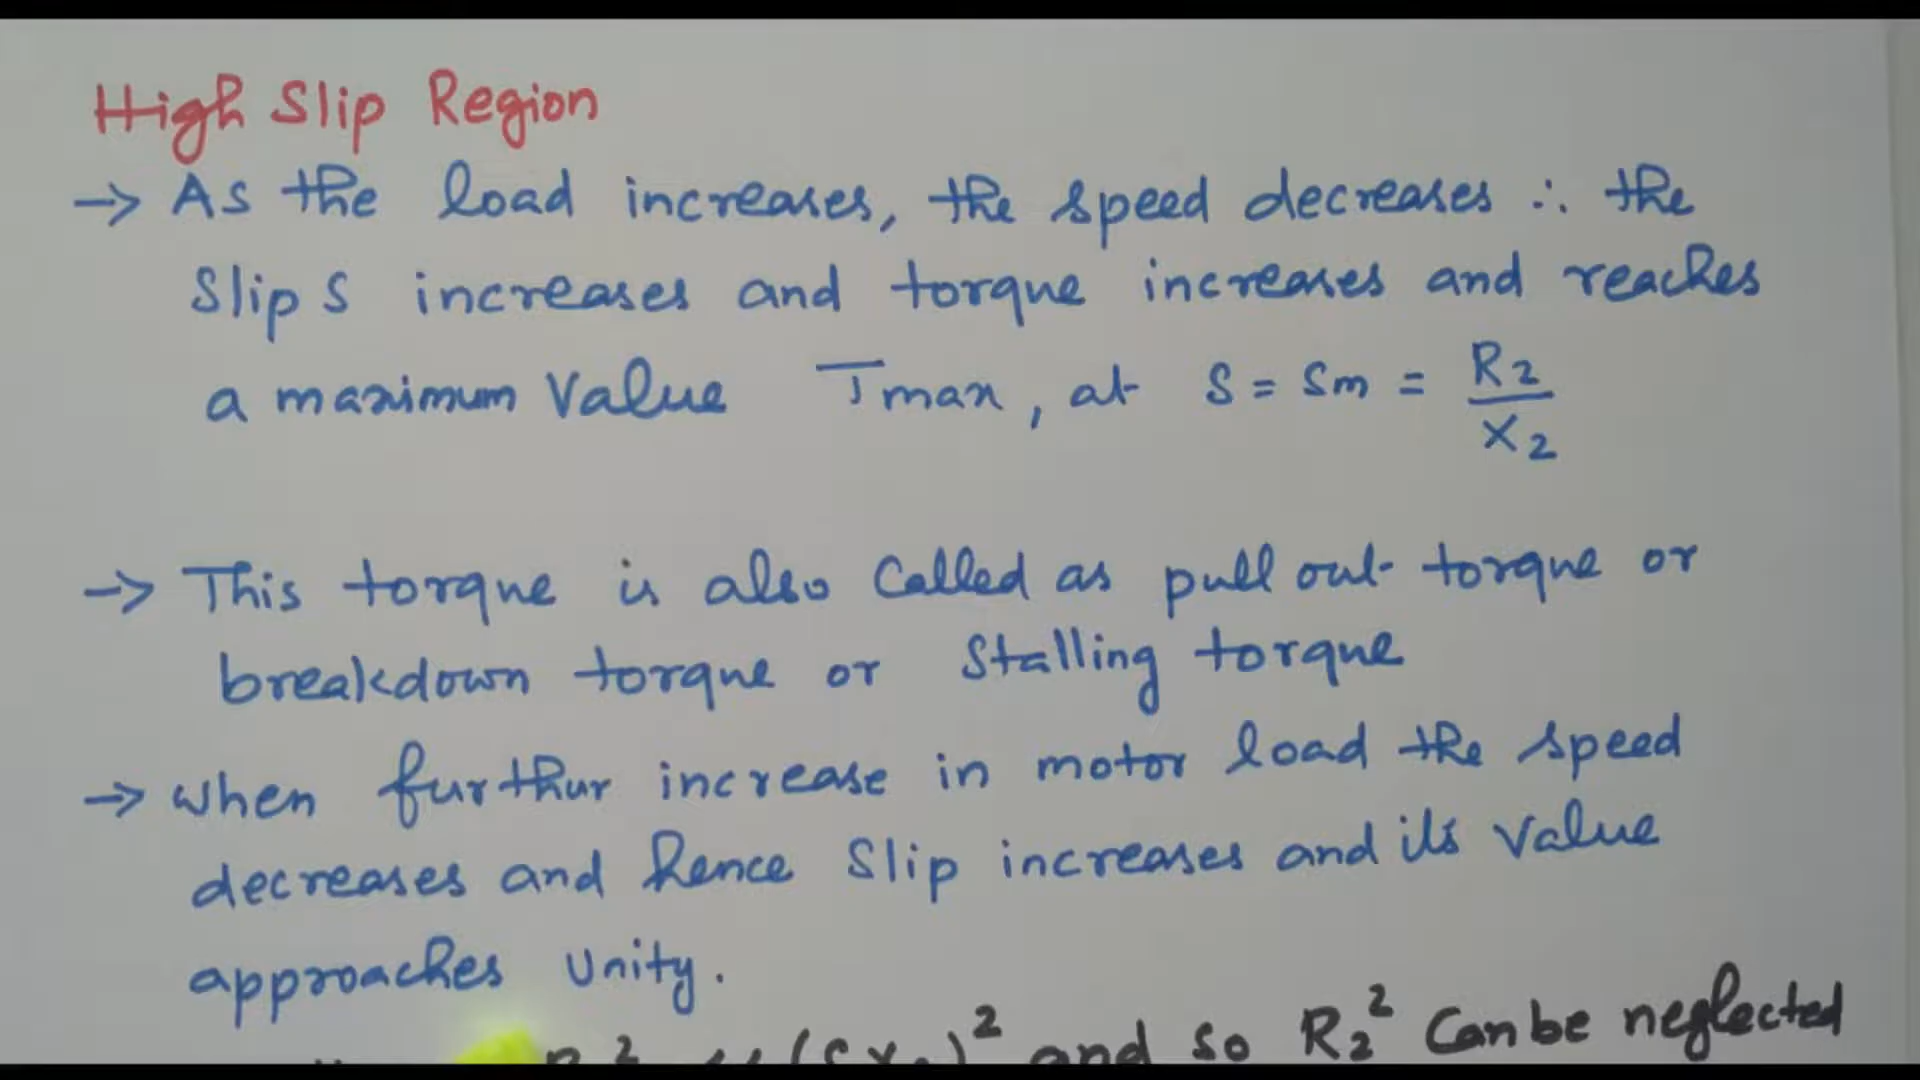 High Slip Region
→ As the load increases, the speed decreases ∴ the
Slip S increases and torque increases and reaches
a maximum Value Tmax, at S = Sm = R2/X2
→ This torque is also Called as pull out torque or
breakdown torque or Stalling torque
→ when furthur increase in motor load the speed
decreases and hence Slip increases and its value
approaches Unity.
and so R2² Can be neglected